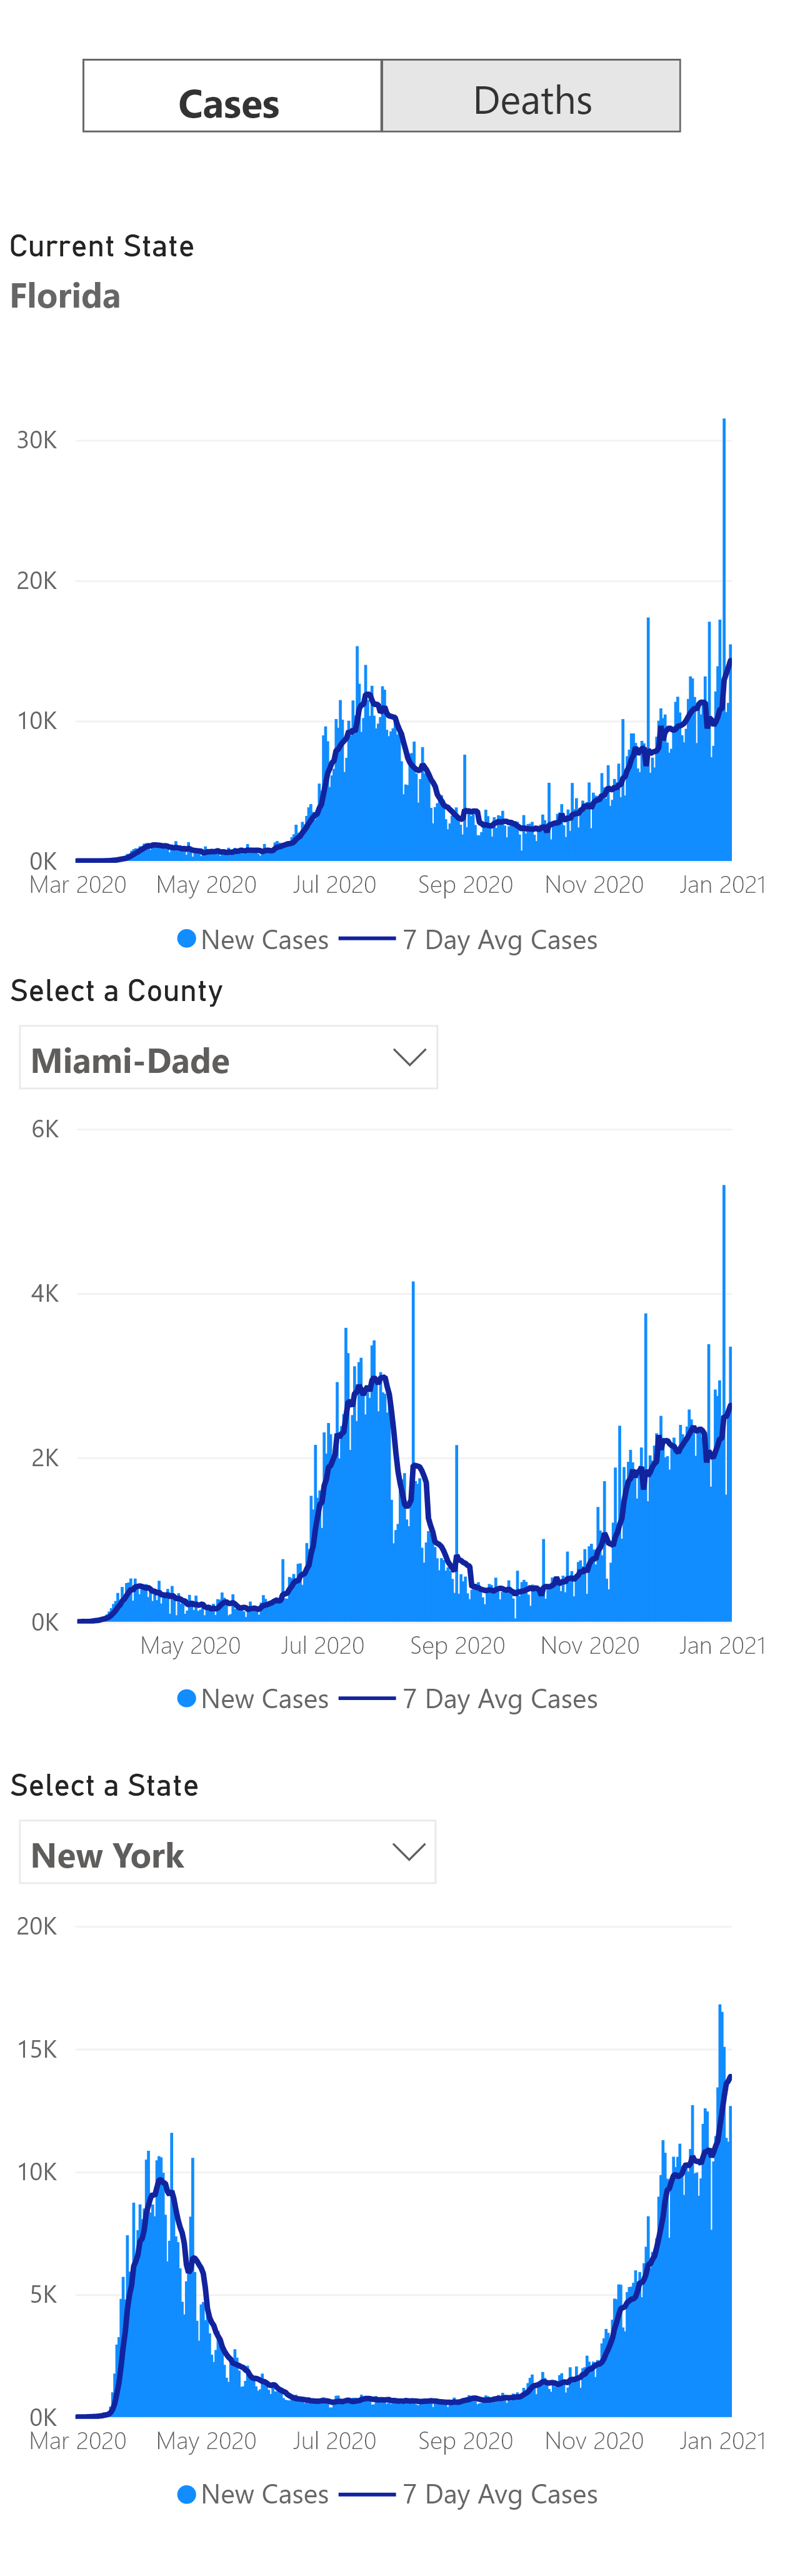 Cases Deaths
Current State
Florida
30K
20K
10K
0K
Mar 2020 May 2020 Jul 2020 Sep 2020 Nov 2020 Jan 2021
New Cases 7 Day Avg Cases
Select a County
Miami-Dade
6K
4K
2K
0K
May 2020 Jul 2020 Sep 2020 Nov 2020 Jan 2021
New Cases 7 Day Avg Cases
Select a State
New York
20K
15K
10K
5K
0K
Mar 2020 May 2020 Jul 2020 Sep 2020 Nov 2020 Jan 2021
New Cases 7 Day Avg Cases